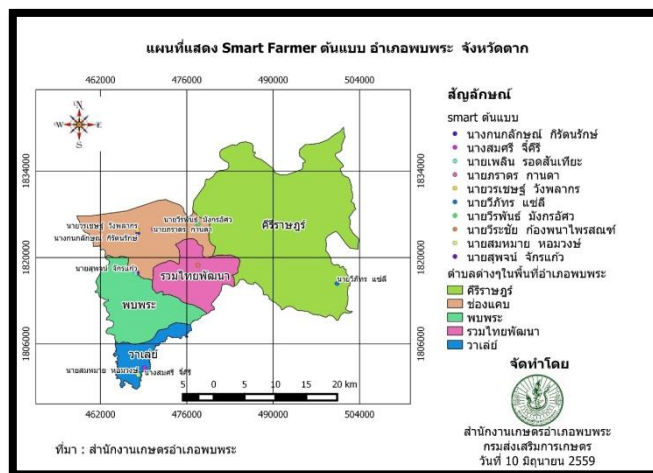 แผนที่แสดง Smart Farmer ต้นแบบ อำเภอพบพระ จังหวัดตาก
462000 476000 490000 504000
1834000 1834000
1820000 1820000
1806000 1806000
N
W E
S
นายวรเชษฐ์ วังพลากร
นางกนกลักษณ์ กิรัตนรักษ์
นายวีรพันธ์ มังกรอัศว
นายภราดร กานดา
คีรีราษฎร์
นายสุพจน์ จักรแก้ว
รวมไทยพัฒนา
นายวีภัทร แซ่ลี
พบพระ
วาเล่ย์
นายสมหมาย หอมวงษ์
นางสมศรี จี๋คีรี
5 0 5 10 15 20 km
462000 476000 490000 504000
สัญลักษณ์
smart ต้นแบบ
นางกนกลักษณ์ กิรัตนรักษ์
นางสมศรี จี๋คีรี
นายเพลิน รอดสันเทียะ
นายภราดร กานดา
นายวรเชษฐ์ วังพลากร
นายวีภัทร แซ่ลี
นายวีรพันธ์ มังกรอัศว
นายวีระชัย ก้องพนาไพรสณฑ์
นายสมหมาย หอมวงษ์
นายสุพจน์ จักรแก้ว
ตำบลต่างๆในพื้นที่อำเภอพบพระ
คีรีราษฎร์
ช่องแคบ
พบพระ
รวมไทยพัฒนา
วาเล่ย์
จัดทำโดย
สำนักงานเกษตรอำเภอพบพระ
กรมส่งเสริมการเกษตร
วันที่ 10 มิถุนายน 2559
ที่มา : สำนักงานเกษตรอำเภอพบพระ